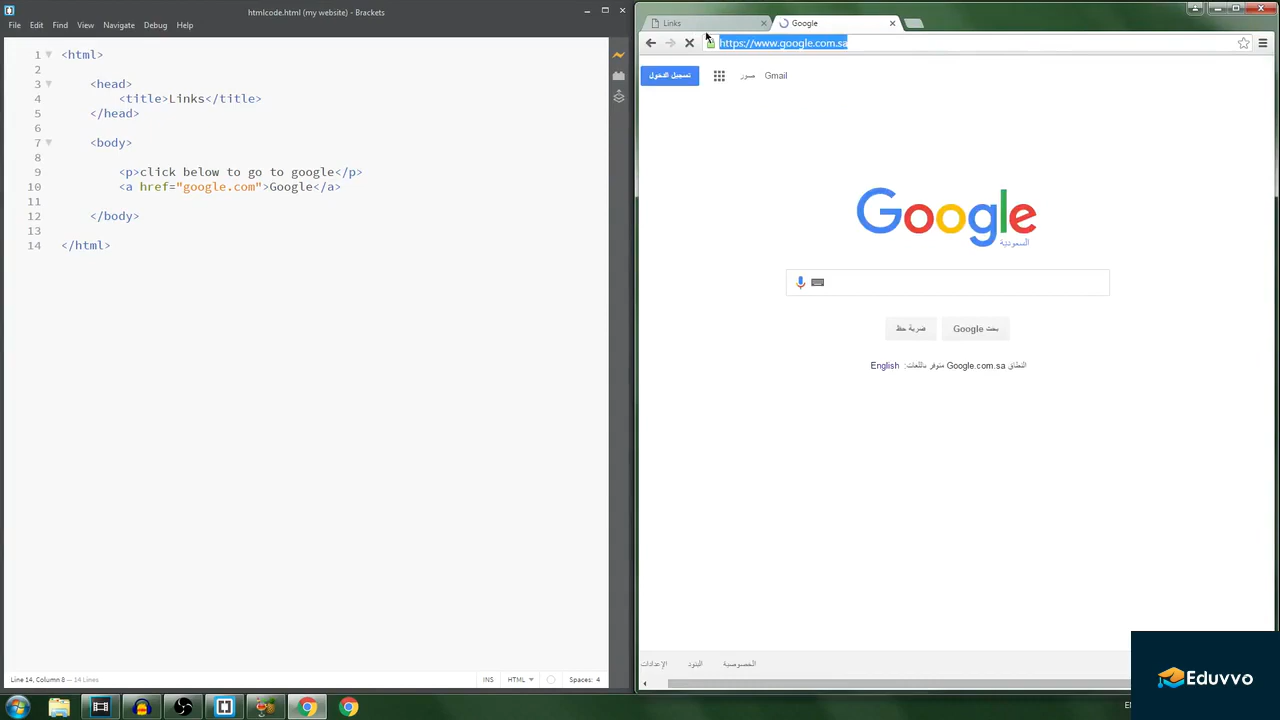 htmlcode.html (my website) - Brackets
File Edit Find View Navigate Debug Help
1 <html>
2
3 <head>
4 <title>Links</title>
5 </head>
6
7 <body>
8
9 <p>click below to go to google</p>
10 <a href="google.com">Google</a>
11
12 </body>
13
14 </html>
Line 14, Column 8 — 14 Lines
INS HTML Spaces: 4
Links
Google
https://www.google.com.sa
تسجيل الدخول
صور
Gmail
Google
السعودية
بحث Google
ضربة حظ
النطاق Google.com.sa متوفر باللغات: English
الخصوصية
البنود
الإعدادات
Eduvvo